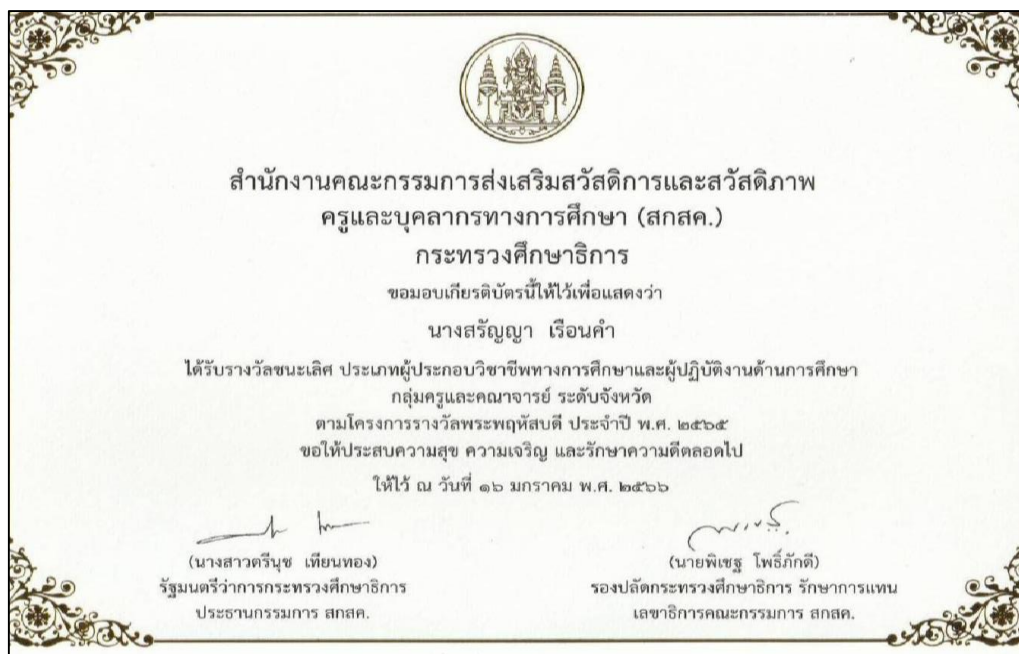 สำนักงานคณะกรรมการส่งเสริมสวัสดิการและสวัสดิภาพ
ครูและบุคลากรทางการศึกษา (สกสค.)
กระทรวงศึกษาธิการ
ขอมอบเกียรติบัตรนี้ให้ไว้เพื่อแสดงว่า
นางสรัญญา เรือนคำ
ได้รับรางวัลชนะเลิศ ประเภทผู้ประกอบวิชาชีพทางการศึกษาและผู้ปฏิบัติงานด้านการศึกษา
กลุ่มครูและคณาจารย์ ระดับจังหวัด
ตามโครงการรางวัลพระพฤหัสบดี ประจำปี พ.ศ. ๒๕๖๕
ขอให้ประสบความสุข ความเจริญ และรักษาความดีตลอดไป
ให้ไว้ ณ วันที่ ๑๖ มกราคม พ.ศ. ๒๕๖๖
(นางสาวตรีนุช เทียนทอง)
รัฐมนตรีว่าการกระทรวงศึกษาธิการ
ประธานกรรมการ สกสค.
(นายพิเชฐ โพธิ์ภักดี)
รองปลัดกระทรวงศึกษาธิการ รักษาการแทน
เลขาธิการคณะกรรมการ สกสค.